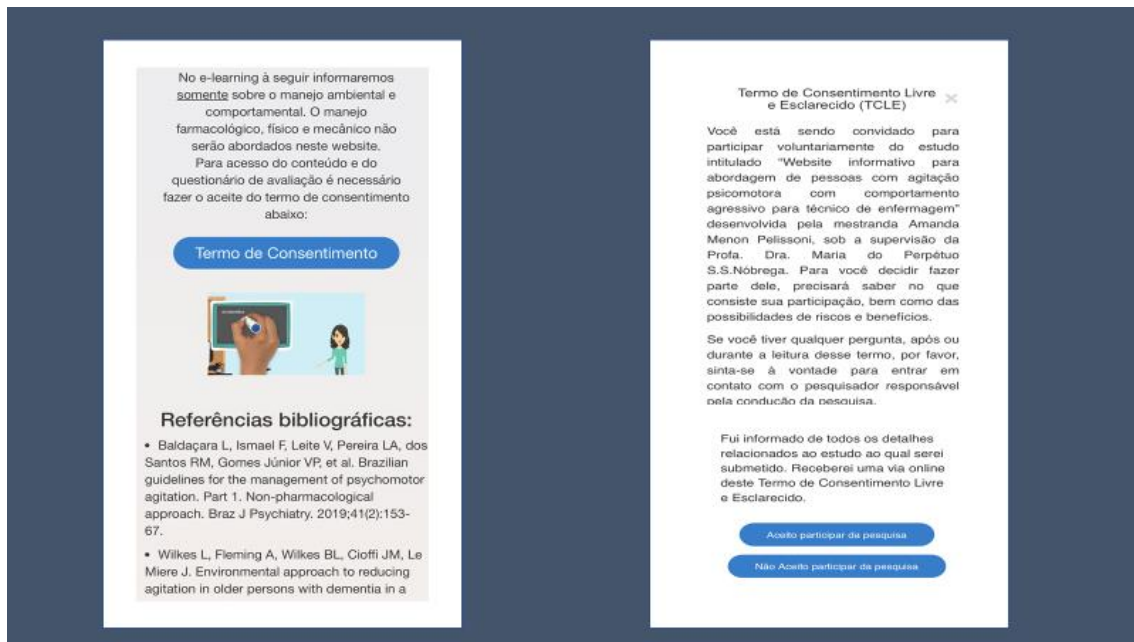 No e-learning à seguir informaremos
somente sobre o manejo ambiental e
comportamental. O manejo
farmacológico, físico e mecânico não
serão abordados neste website.
Para acesso do conteúdo e do
questionário de avaliação é necessário
fazer o aceite do termo de consentimento
abaixo:
Termo de Consentimento
Referências bibliográficas:
• Baldaçara L, Ismael F, Leite V, Pereira LA, dos
Santos RM, Gomes Júnior VP, et al. Brazilian
guidelines for the management of psychomotor
agitation. Part 1. Non-pharmacological
approach. Braz J Psychiatry. 2019;41(2):153-
67.
• Wilkes L, Fleming A, Wilkes BL, Cioffi JM, Le
Miere J. Environmental approach to reducing
agitation in older persons with dementia in a
Termo de Consentimento Livre
e Esclarecido (TCLE)
Você está sendo convidado para
participar voluntariamente do estudo
intitulado "Website informativo para
abordagem de pessoas com agitação
psicomotora com comportamento
agressivo para técnico de enfermagem"
desenvolvida pela mestranda Amanda
Menon Pelissoni, sob a supervisão da
Profa. Dra. Maria do Perpétuo
S.S.Nóbrega. Para você decidir fazer
parte dele, precisará saber no que
consiste sua participação, bem como das
possibilidades de riscos e benefícios.
Se você tiver qualquer pergunta, após ou
durante a leitura desse termo, por favor,
sinta-se à vontade para entrar em
contato com o pesquisador responsável
pela condução da pesquisa.
Fui informado de todos os detalhes
relacionados ao estudo ao qual serei
submetido. Receberei uma via online
deste Termo de Consentimento Livre
e Esclarecido.
Aceito participar da pesquisa
Não Aceito participar da pesquisa